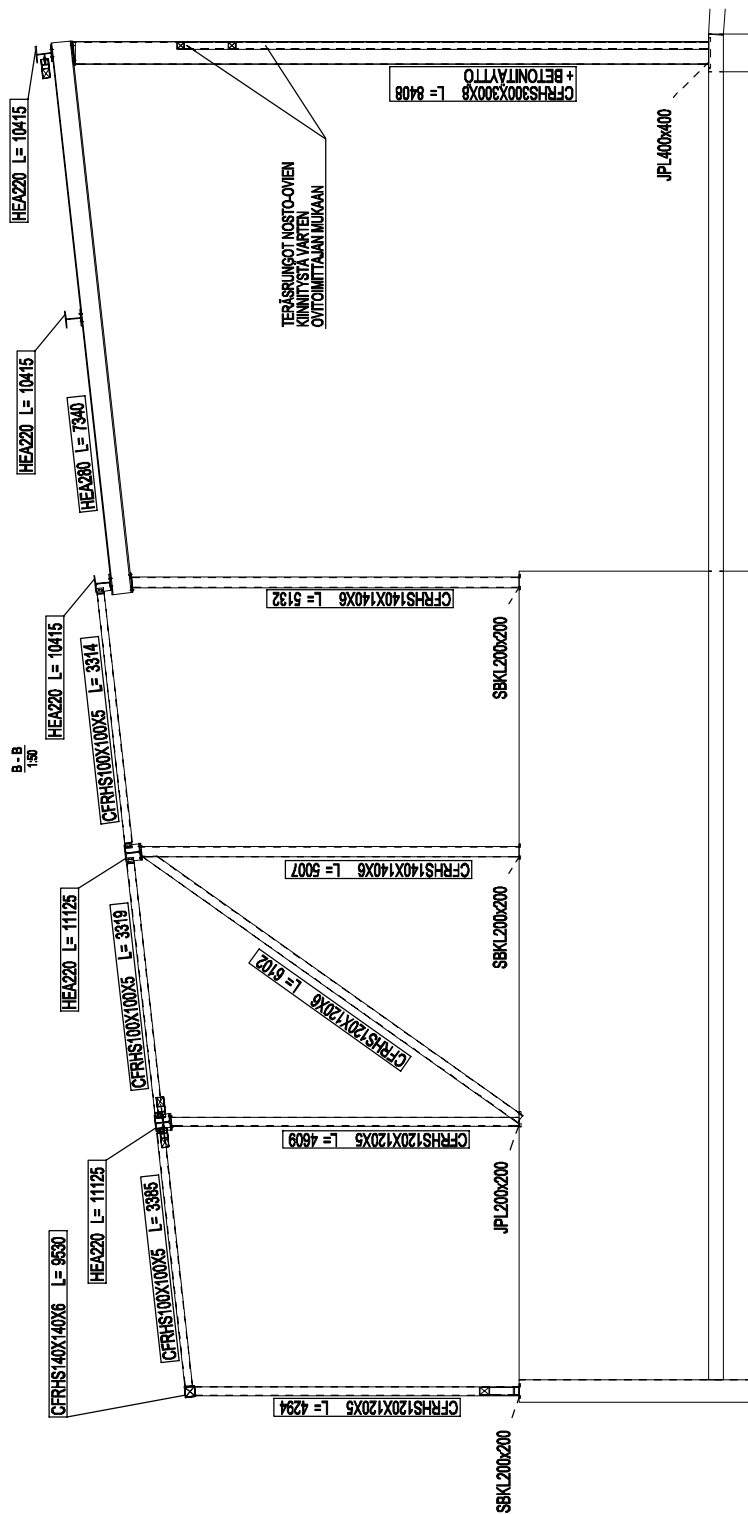 B - B
1:50
CFRHS140X140X6 L= 9530
HEA220 L= 11125
CFRHS100X100X5 L= 3385
HEA220 L= 11125
CFRHS100X100X5 L= 3319
HEA220 L= 10415
CFRHS100X100X5 L= 3314
HEA280 L= 7340
HEA220 L= 10415
HEA220 L= 10415
TERÄSRUNGOT NOSTO-OVIEN
KIINNITYSTÄ VARTEN
OVITOIMITTAJAN MUKAAN
CFRHS120X120X5 L= 4294
CFRHS120X120X5 L= 4609
CFRHS120X120X6 L= 6102
CFRHS140X140X6 L= 5007
CFRHS140X140X6 L= 5132
CFRHS300X300X8 L= 8408
+ BETONITÄYTTÖ
SBKL200x200
JPL200x200
SBKL200x200
SBKL200x200
JPL400x400